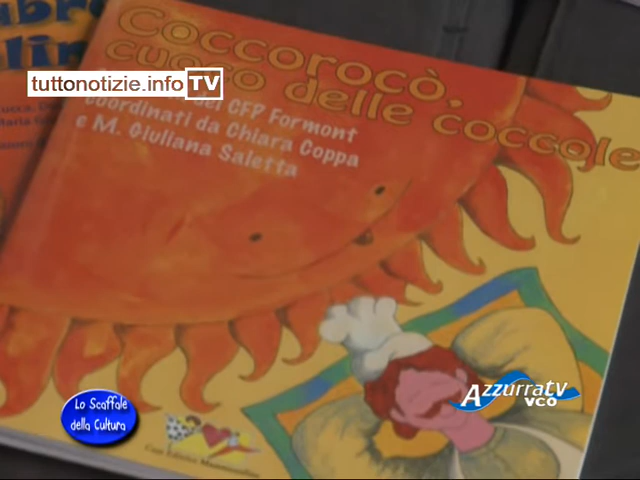 Coccorocò,
cuoco delle coccole
del CFP Formont
coordinati da Chiara Coppa
e M. Giuliana Saletta
tuttonotizie.info TV
Lo Scaffale
della Cultura
Azzurratv
VCO